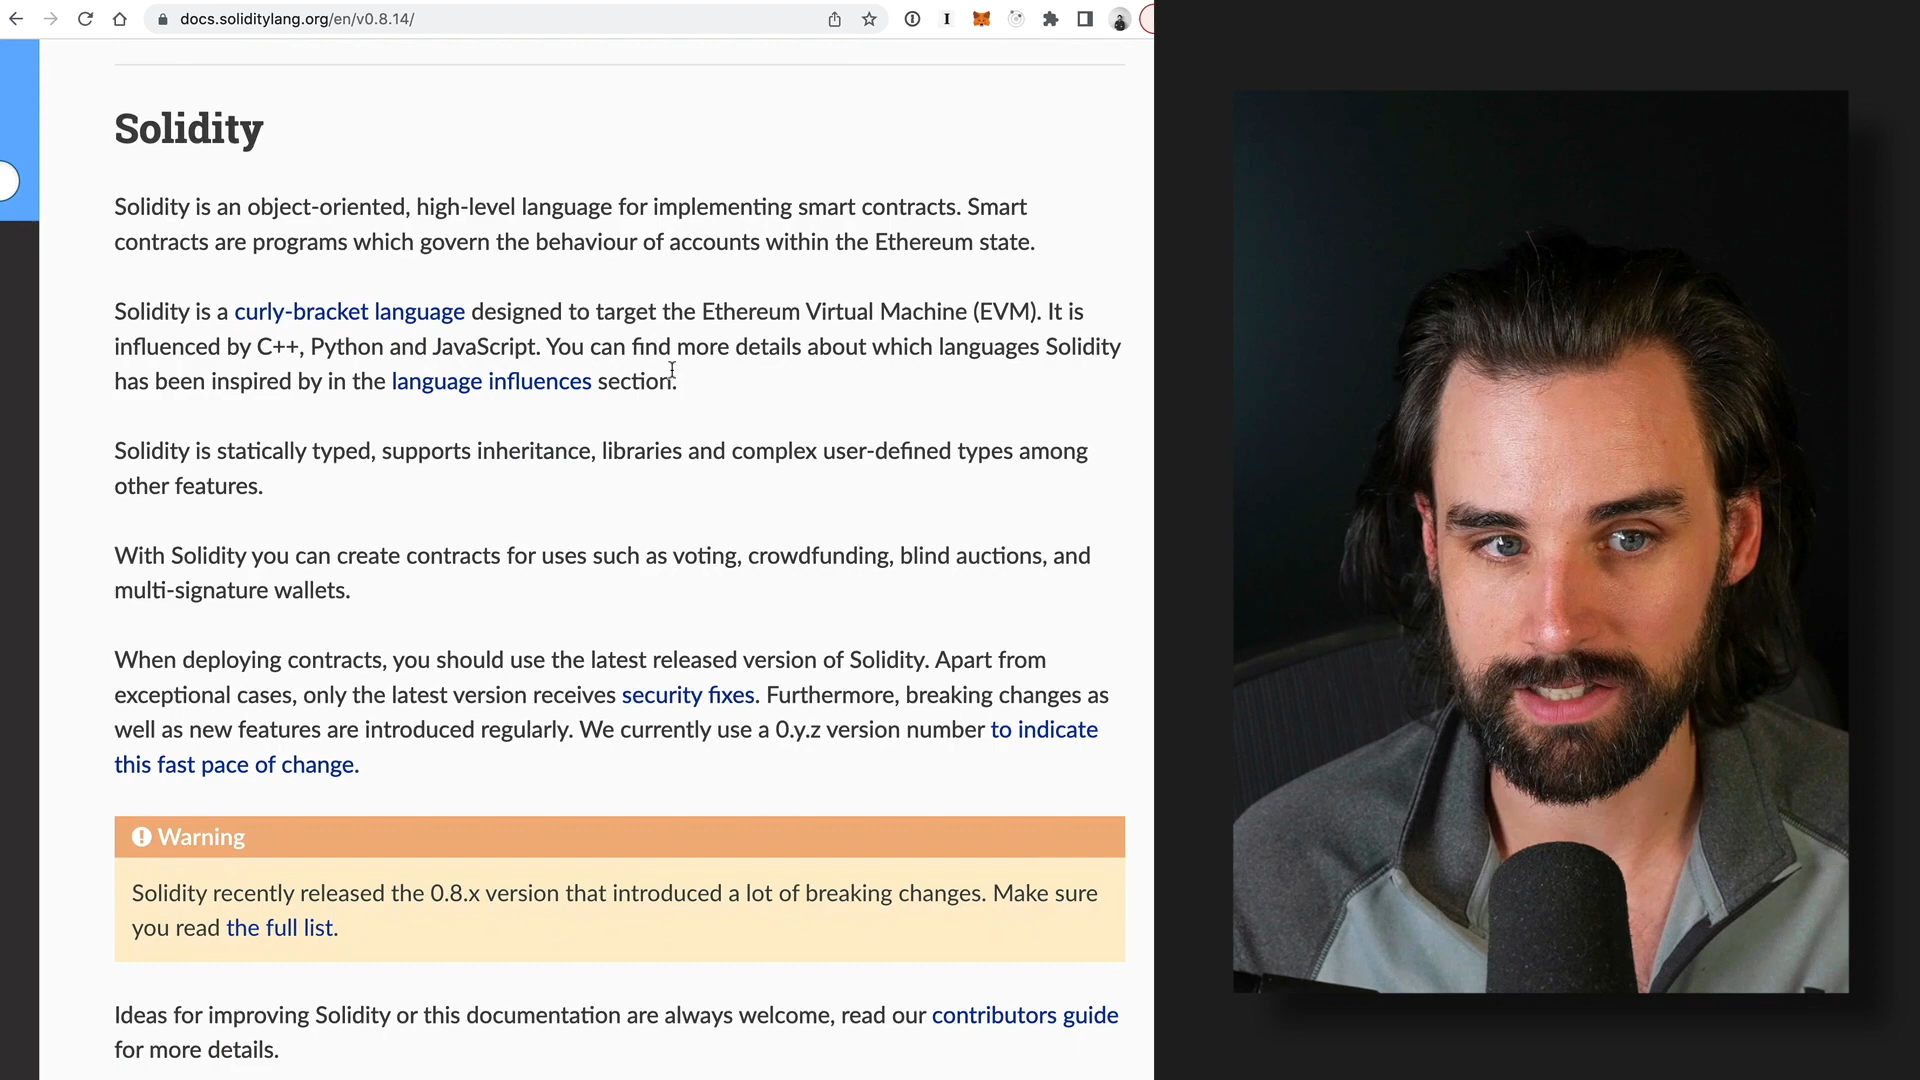 docs.soliditylang.org/en/v0.8.14/
Solidity
Solidity is an object-oriented, high-level language for implementing smart contracts. Smart
contracts are programs which govern the behaviour of accounts within the Ethereum state.
Solidity is a curly-bracket language designed to target the Ethereum Virtual Machine (EVM). It is
influenced by C++, Python and JavaScript. You can find more details about which languages Solidity
has been inspired by in the language influences section.
Solidity is statically typed, supports inheritance, libraries and complex user-defined types among
other features.
With Solidity you can create contracts for uses such as voting, crowdfunding, blind auctions, and
multi-signature wallets.
When deploying contracts, you should use the latest released version of Solidity. Apart from
exceptional cases, only the latest version receives security fixes. Furthermore, breaking changes as
well as new features are introduced regularly. We currently use a 0.y.z version number to indicate
this fast pace of change.
Warning
Solidity recently released the 0.8.x version that introduced a lot of breaking changes. Make sure
you read the full list.
Ideas for improving Solidity or this documentation are always welcome, read our contributors guide
for more details.